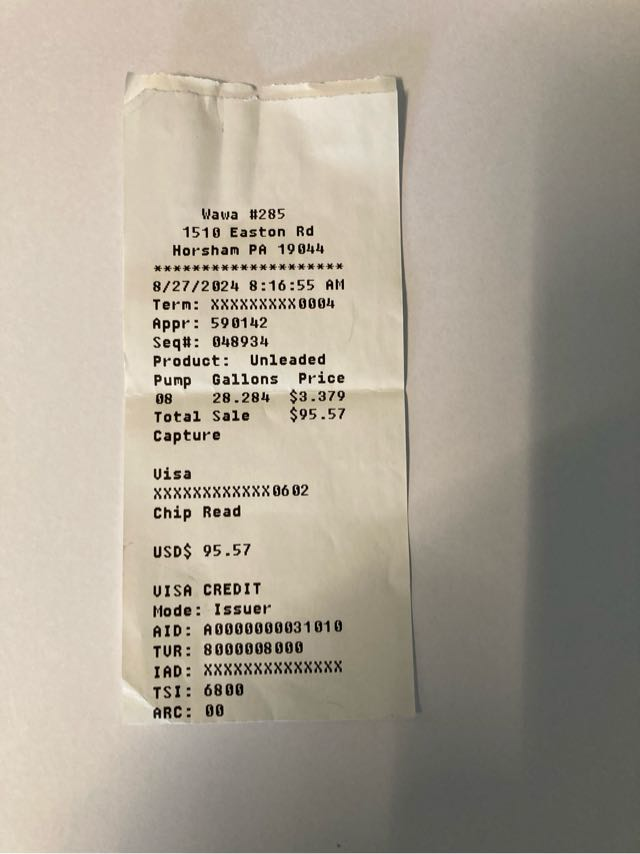 Wawa #285
1510 Easton Rd
Horsham PA 19044
********************
8/27/2024 8:16:55 AM
Term: XXXXXXXXX0004
Appr: 590142
Seq#: 048934
Product: Unleaded
Pump Gallons Price
08 28.284 $3.379
Total Sale $95.57
Capture
Visa
XXXXXXXXXXXX0602
Chip Read
USD$ 95.57
VISA CREDIT
Mode: Issuer
AID: A0000000031010
TVR: 8000008000
IAD: XXXXXXXXXXXXXX
TSI: 6800
ARC: 00